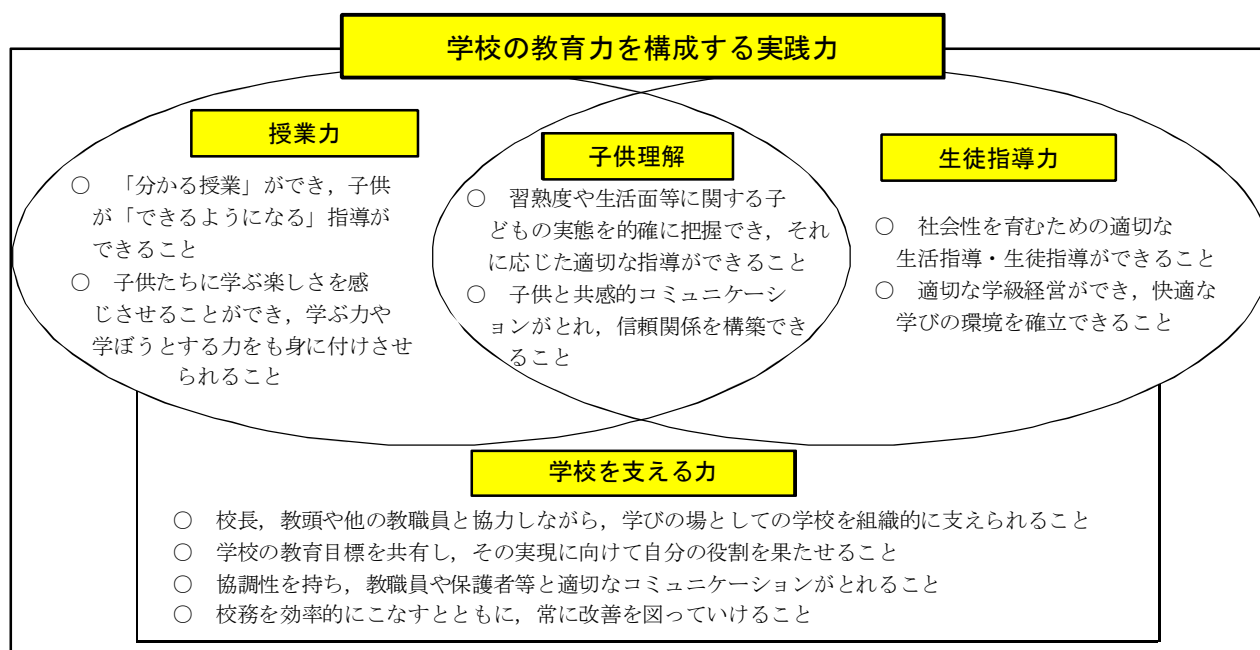 学校の教育力を構成する実践力
授業力
○ 「分かる授業」ができ，子供
が「できるようになる」指導が
できること
○ 子供たちに学ぶ楽しさを感
じさせることができ，学ぶ力や
学ぼうとする力をも身に付けさせ
られること
子供理解
○ 習熟度や生活面等に関する子
どもの実態を的確に把握でき，それ
に応じた適切な指導ができること
○ 子供と共感的コミュニケーシ
ョンがとれ，信頼関係を構築でき
ること
生徒指導力
○ 社会性を育むための適切な
生活指導・生徒指導ができること
○ 適切な学級経営ができ，快適な
学びの環境を確立できること
学校を支える力
○ 校長，教頭や他の教職員と協力しながら，学びの場としての学校を組織的に支えられること
○ 学校の教育目標を共有し，その実現に向けて自分の役割を果たせること
○ 協調性を持ち，教職員や保護者等と適切なコミュニケーションがとれること
○ 校務を効率的にこなすとともに，常に改善を図っていけること